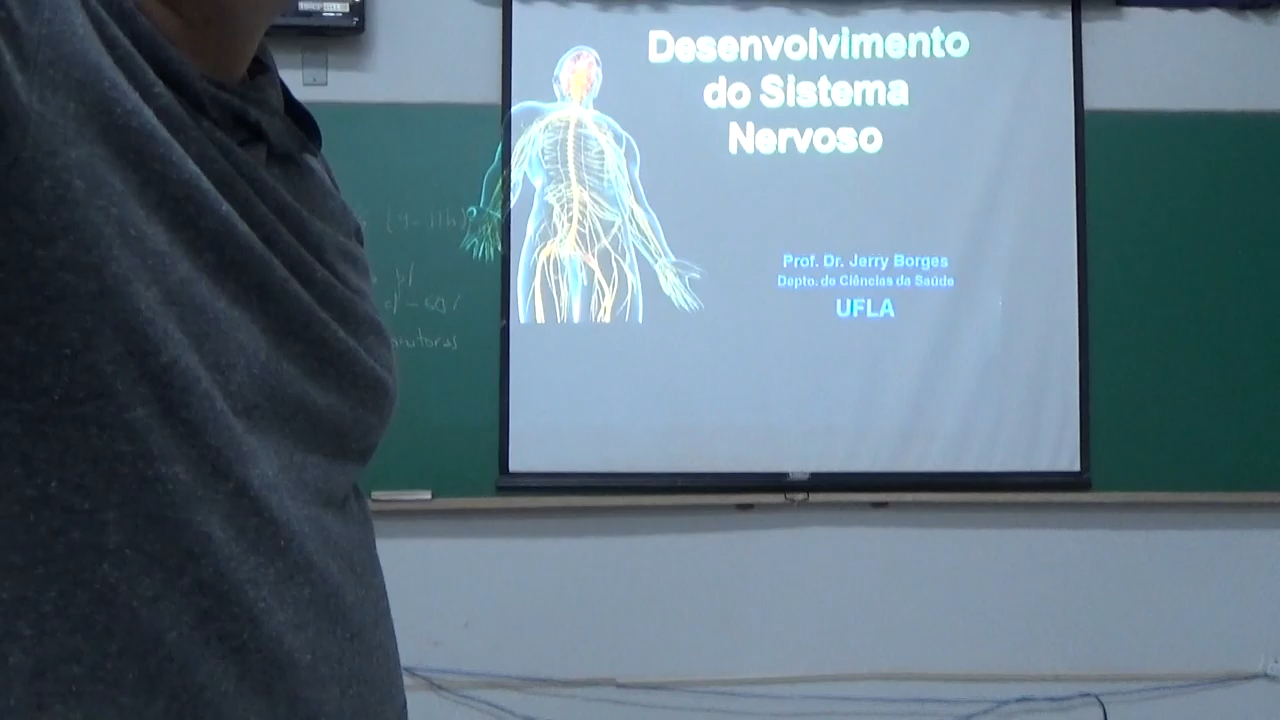 Desenvolvimento
do Sistema
Nervoso
Prof. Dr. Jerry Borges
Depto. de Ciências da Saúde
UFLA